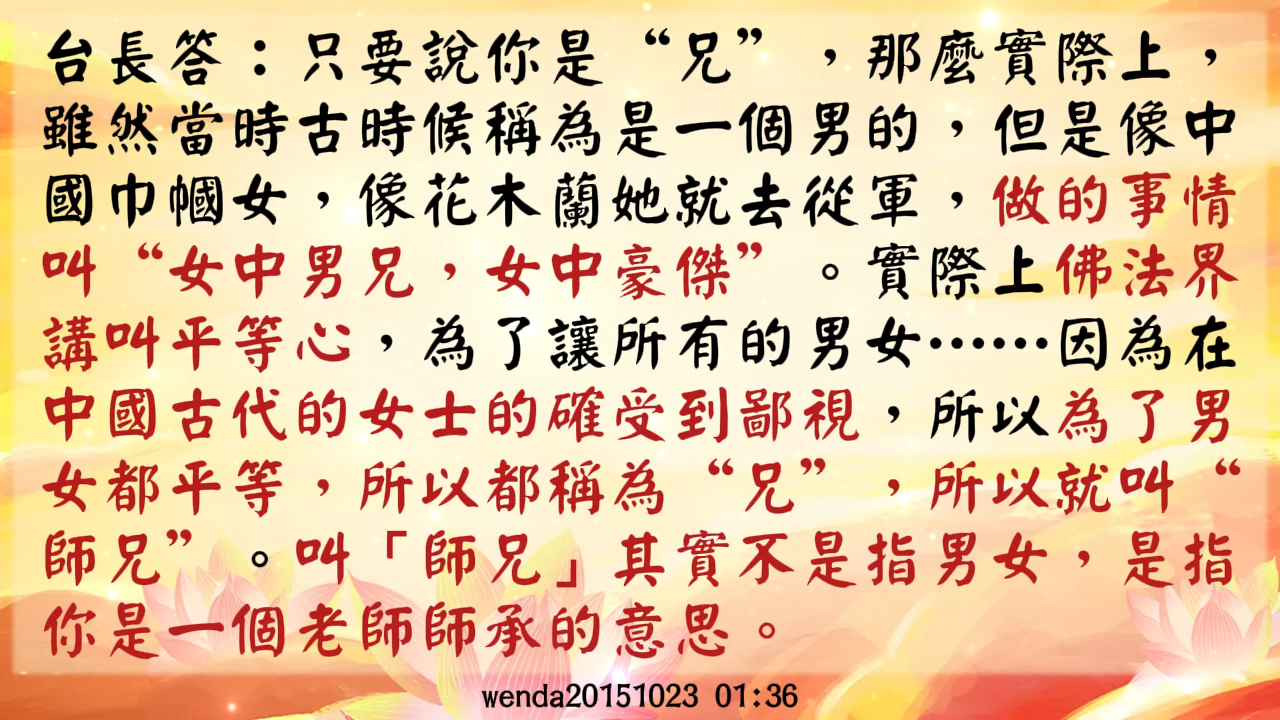 台長答：只要說你是“兄”，那麼實際上，
雖然當時古時候稱為是一個男的，但是像中
國巾幗女，像花木蘭她就去從軍，做的事情
叫“女中男兄，女中豪傑”。實際上佛法界
講叫平等心，為了讓所有的男女……因為在
中國古代的女士的確受到鄙視，所以為了男
女都平等，所以都稱為“兄”，所以就叫“
師兄”。叫「師兄」其實不是指男女，是指
你是一個老師師承的意思。
wenda20151023 01:36